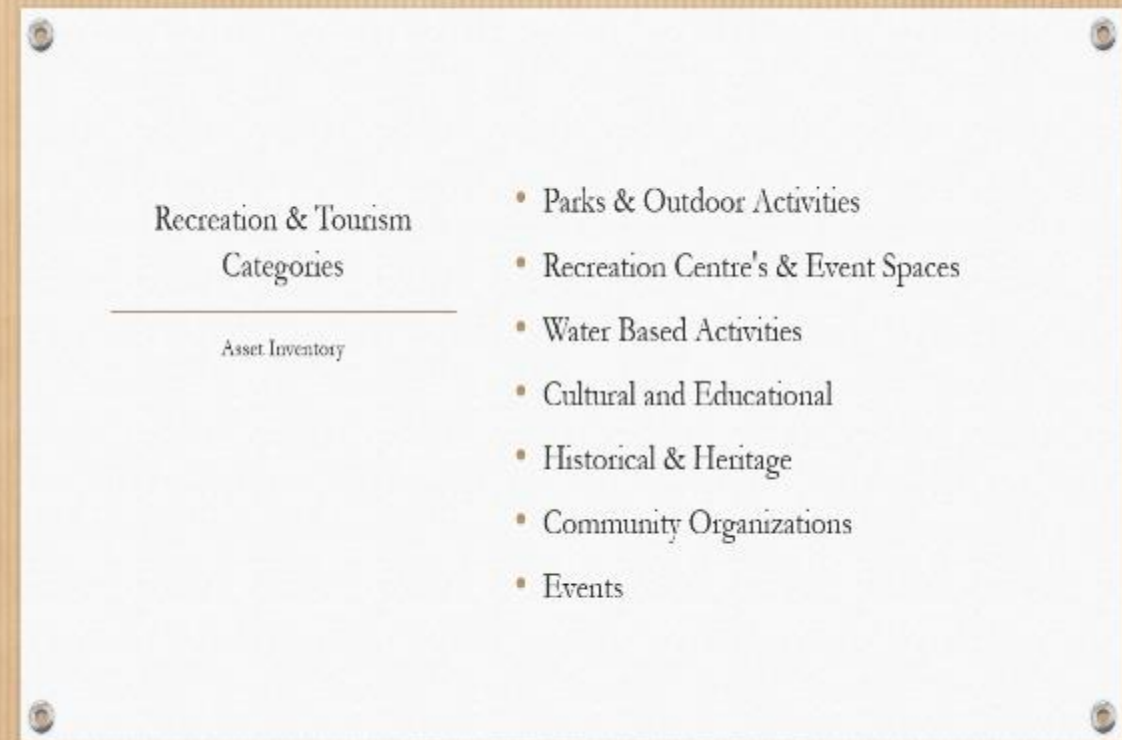 Recreation & Tourism
Categories
Asset Inventory
• Parks & Outdoor Activities
• Recreation Centre's & Event Spaces
• Water Based Activities
• Cultural and Educational
• Historical & Heritage
• Community Organizations
• Events